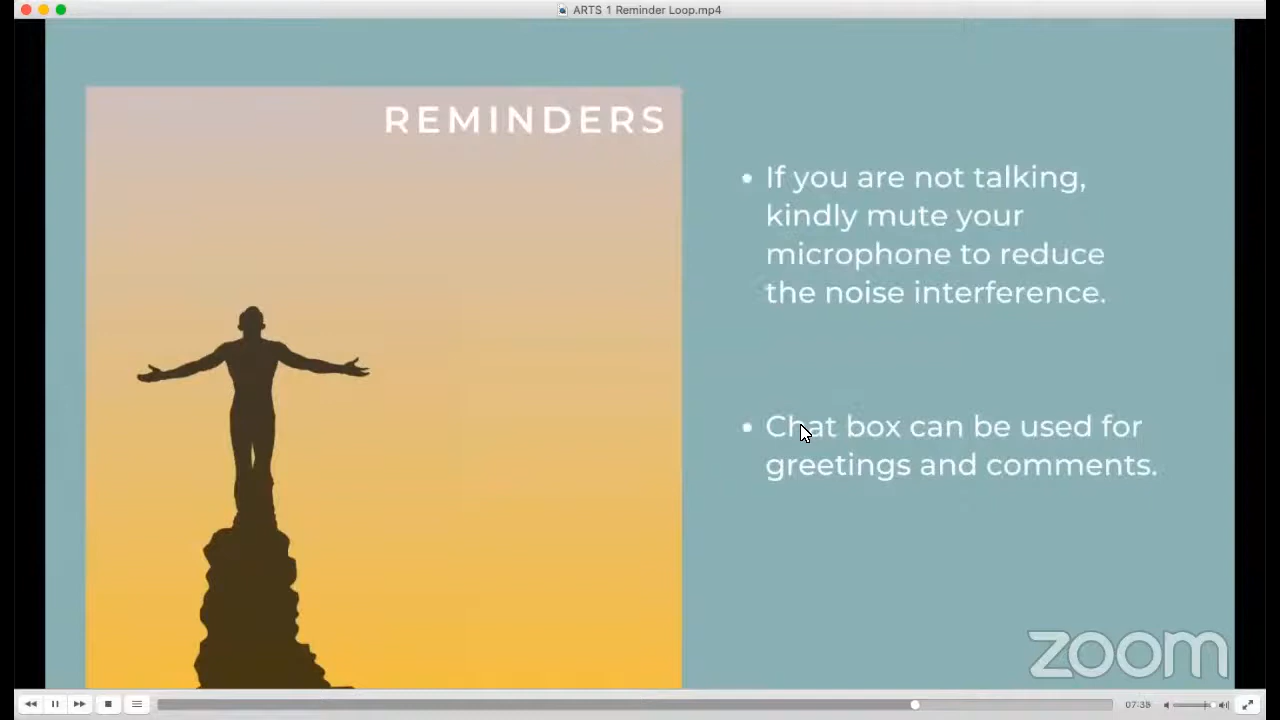 ARTS 1 Reminder Loop.mp4
REMINDERS
• If you are not talking,
kindly mute your
microphone to reduce
the noise interference.
• Chat box can be used for
greetings and comments.
zoom
07:38